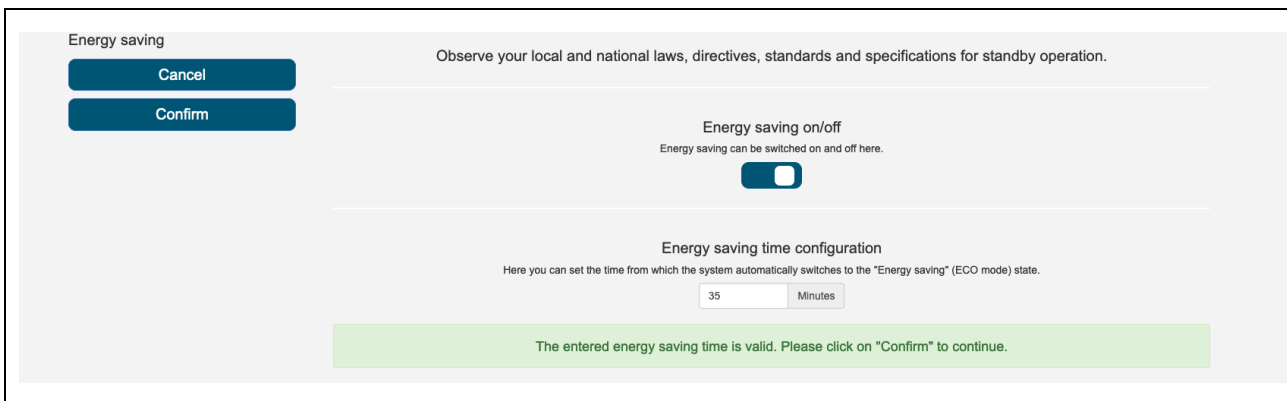 Energy saving
Cancel
Confirm
Observe your local and national laws, directives, standards and specifications for standby operation.
Energy saving on/off
Energy saving can be switched on and off here.
Energy saving time configuration
Here you can set the time from which the system automatically switches to the "Energy saving" (ECO mode) state.
35 Minutes
The entered energy saving time is valid. Please click on "Confirm" to continue.